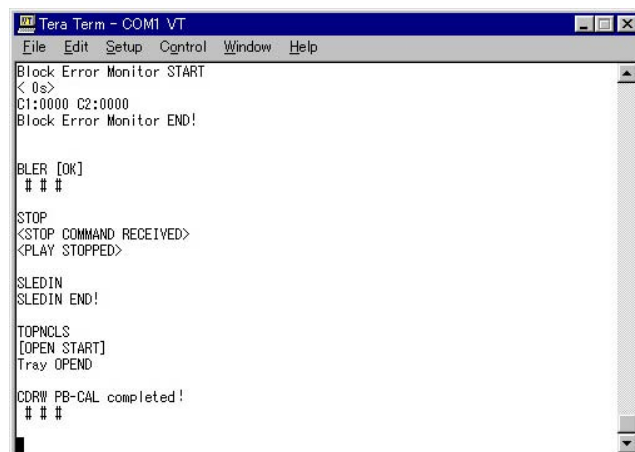 Tera Term - COM1 VT
File Edit Setup Control Window Help
Block Error Monitor START
< 0s>
C1:0000 C2:0000
Block Error Monitor END!
BLER [OK]
# # #
STOP
<STOP COMMAND RECEIVED>
<PLAY STOPPED>
SLEDIN
SLEDIN END!
TOPNCLS
[OPEN START]
Tray OPEND
CDRW PB-CAL completed!
# # #